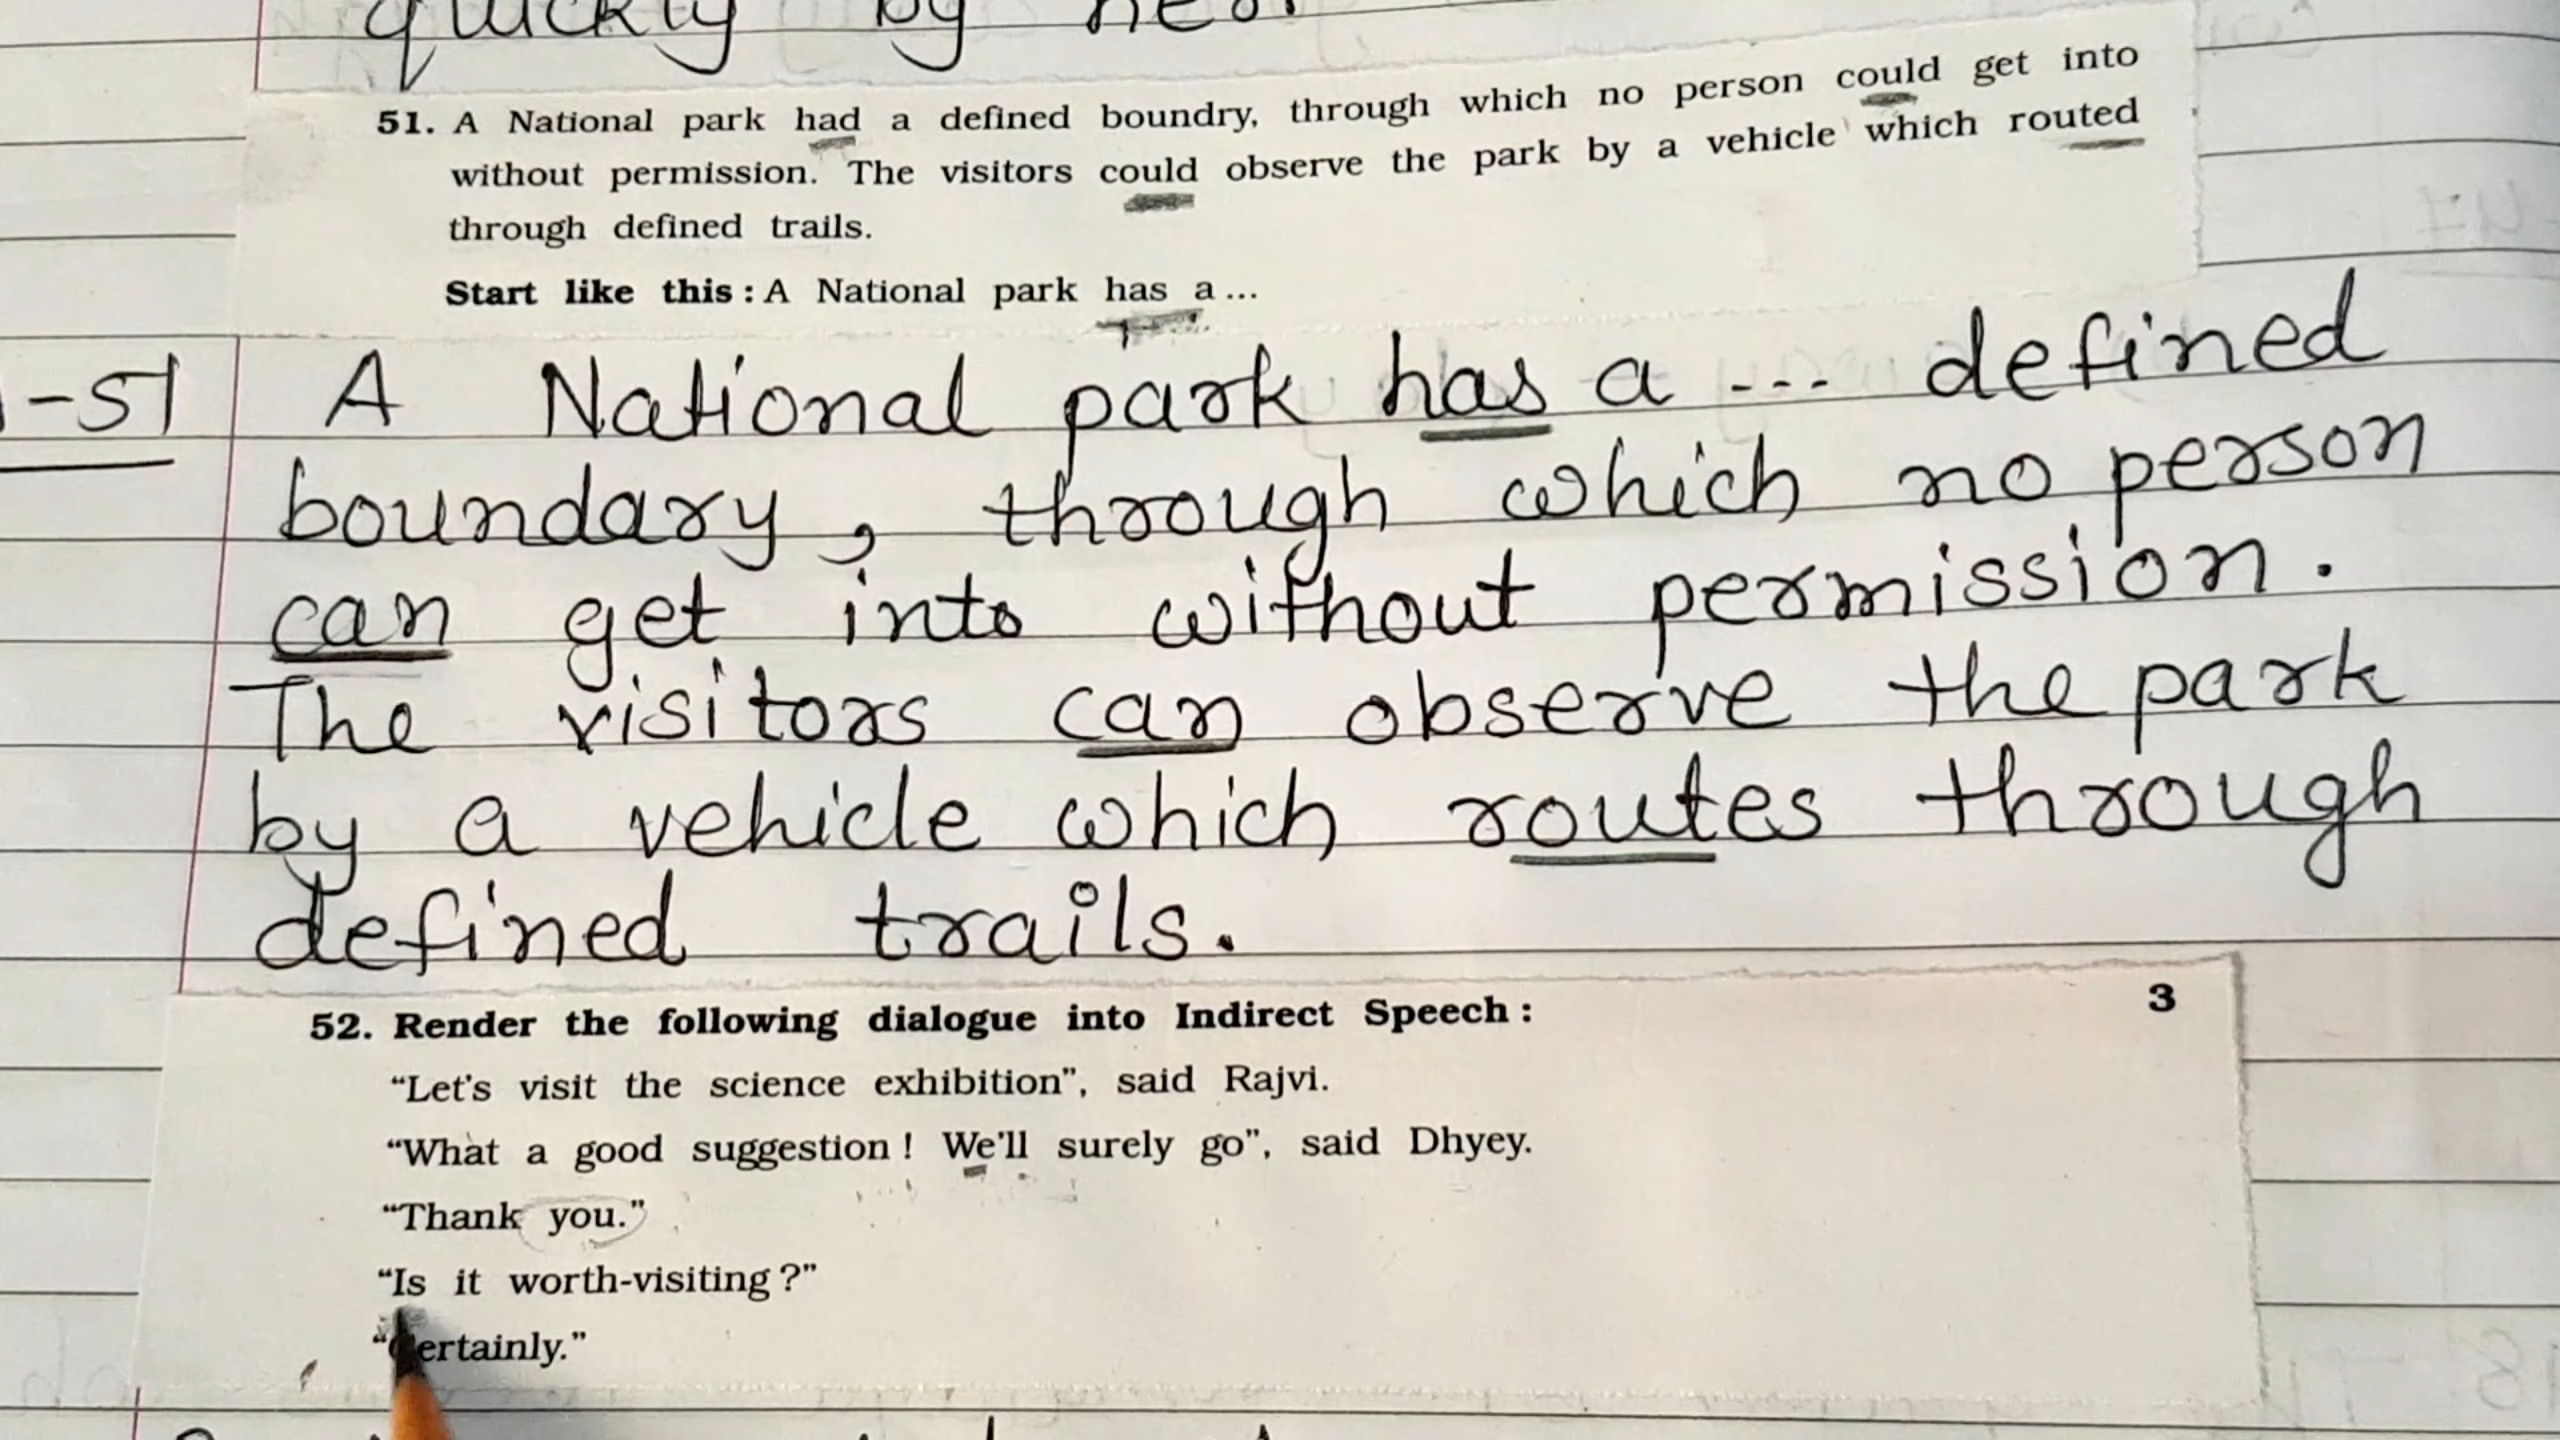 quickly by her.
51. A National park had a defined boundry, through which no person could get into
without permission. The visitors could observe the park by a vehicle which routed
through defined trails.
Start like this : A National park has a ...
-51
A National park has a --- defined
boundary, through which no person
can get into without permission.
The visitors can observe the park
by a vehicle which routes through
defined trails.
52. Render the following dialogue into Indirect Speech : 3
“Let’s visit the science exhibition”, said Rajvi.
“What a good suggestion ! We’ll surely go”, said Dhyey.
“Thank you.”
“Is it worth-visiting ?”
“Certainly.”